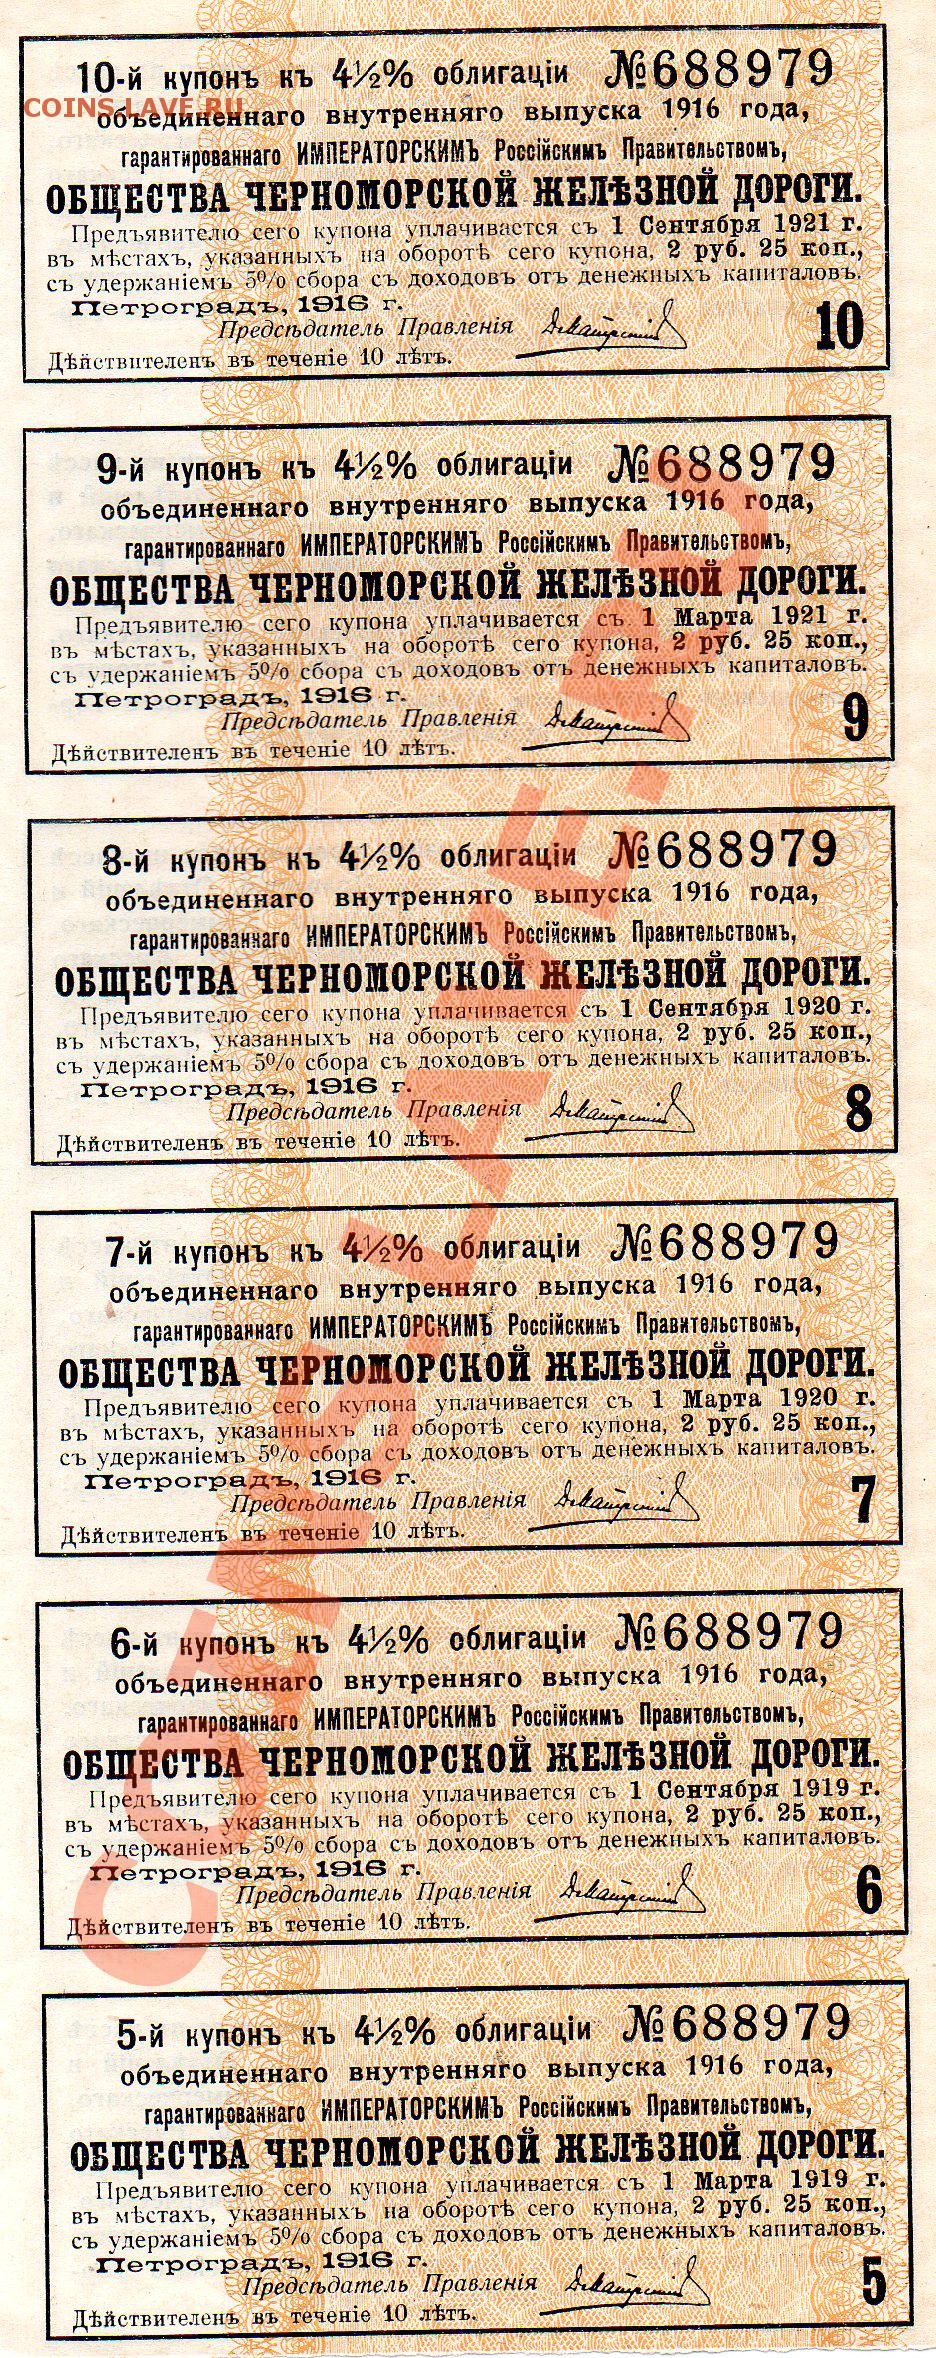 10-й купонъ къ 4½% облигаціи №688979
COINS.LAVE.RU
объединеннаго внутренняго выпуска 1916 года,
гарантированнаго ИМПЕРАТОРСКИМЪ Россійскимъ Правительствомъ,
ОБЩЕСТВА ЧЕРНОМОРСКОЙ ЖЕЛѢЗНОЙ ДОРОГИ.
Предъявителю сего купона уплачивается съ 1 Сентября 1921 г.
въ мѣстахъ, указанныхъ на оборотѣ сего купона, 2 руб. 25 коп.,
съ удержаніемъ 5% сбора съ доходовъ отъ денежныхъ капиталовъ.
Петроградъ, 1916 г.
Предсѣдатель Правленія
10
Дѣйствителенъ въ теченіе 10 лѣтъ.
9-й купонъ къ 4½% облигаціи №688979
объединеннаго внутренняго выпуска 1916 года,
гарантированнаго ИМПЕРАТОРСКИМЪ Россійскимъ Правительствомъ,
ОБЩЕСТВА ЧЕРНОМОРСКОЙ ЖЕЛѢЗНОЙ ДОРОГИ.
Предъявителю сего купона уплачивается съ 1 Марта 1921 г.
въ мѣстахъ, указанныхъ на оборотѣ сего купона, 2 руб. 25 коп.,
съ удержаніемъ 5% сбора съ доходовъ отъ денежныхъ капиталовъ.
Петроградъ, 1916 г.
Предсѣдатель Правленія
9
Дѣйствителенъ въ теченіе 10 лѣтъ.
8-й купонъ къ 4½% облигаціи №688979
объединеннаго внутренняго выпуска 1916 года,
гарантированнаго ИМПЕРАТОРСКИМЪ Россійскимъ Правительствомъ,
ОБЩЕСТВА ЧЕРНОМОРСКОЙ ЖЕЛѢЗНОЙ ДОРОГИ.
Предъявителю сего купона уплачивается съ 1 Сентября 1920 г.
въ мѣстахъ, указанныхъ на оборотѣ сего купона, 2 руб. 25 коп.,
съ удержаніемъ 5% сбора съ доходовъ отъ денежныхъ капиталовъ.
Петроградъ, 1916 г.
Предсѣдатель Правленія
8
Дѣйствителенъ въ теченіе 10 лѣтъ.
COINS.LAVE.RU
7-й купонъ къ 4½% облигаціи №688979
объединеннаго внутренняго выпуска 1916 года,
гарантированнаго ИМПЕРАТОРСКИМЪ Россійскимъ Правительствомъ,
ОБЩЕСТВА ЧЕРНОМОРСКОЙ ЖЕЛѢЗНОЙ ДОРОГИ.
Предъявителю сего купона уплачивается съ 1 Марта 1920 г.
въ мѣстахъ, указанныхъ на оборотѣ сего купона, 2 руб. 25 коп.,
съ удержаніемъ 5% сбора съ доходовъ отъ денежныхъ капиталовъ.
Петроградъ, 1916 г.
Предсѣдатель Правленія
7
Дѣйствителенъ въ теченіе 10 лѣтъ.
6-й купонъ къ 4½% облигаціи №688979
объединеннаго внутренняго выпуска 1916 года,
гарантированнаго ИМПЕРАТОРСКИМЪ Россійскимъ Правительствомъ,
ОБЩЕСТВА ЧЕРНОМОРСКОЙ ЖЕЛѢЗНОЙ ДОРОГИ.
Предъявителю сего купона уплачивается съ 1 Сентября 1919 г.
въ мѣстахъ, указанныхъ на оборотѣ сего купона, 2 руб. 25 коп.,
съ удержаніемъ 5% сбора съ доходовъ отъ денежныхъ капиталовъ.
Петроградъ, 1916 г.
Предсѣдатель Правленія
6
Дѣйствителенъ въ теченіе 10 лѣтъ.
5-й купонъ къ 4½% облигаціи №688979
объединеннаго внутренняго выпуска 1916 года,
гарантированнаго ИМПЕРАТОРСКИМЪ Россійскимъ Правительствомъ,
ОБЩЕСТВА ЧЕРНОМОРСКОЙ ЖЕЛѢЗНОЙ ДОРОГИ.
Предъявителю сего купона уплачивается съ 1 Марта 1919 г.
въ мѣстахъ, указанныхъ на оборотѣ сего купона, 2 руб. 25 коп.,
съ удержаніемъ 5% сбора съ доходовъ отъ денежныхъ капиталовъ.
Петроградъ, 1916 г.
Предсѣдатель Правленія
5
Дѣйствителенъ въ теченіе 10 лѣтъ.